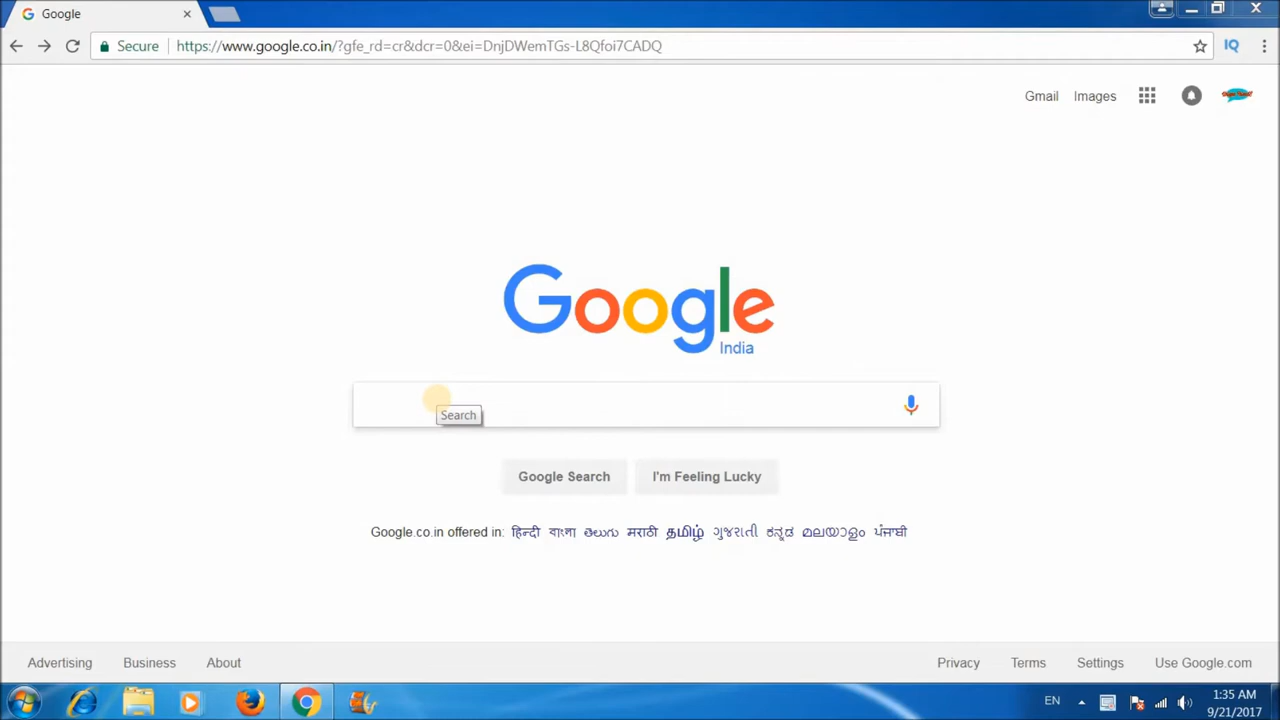 Google
Secure https://www.google.co.in/?gfe_rd=cr&dcr=0&ei=DnjDWemTGs-L8Qfoi7CADQ
IQ
Gmail Images
Google
India
Search
Google Search I'm Feeling Lucky
Google.co.in offered in: हिन्दी বাংলা తెలుగు मराठी தமிழ் ગુજરાતી ಕನ್ನಡ മലയാളം ਪੰਜਾਬੀ
Advertising Business About Privacy Terms Settings Use Google.com
EN 1:35 AM
9/21/2017